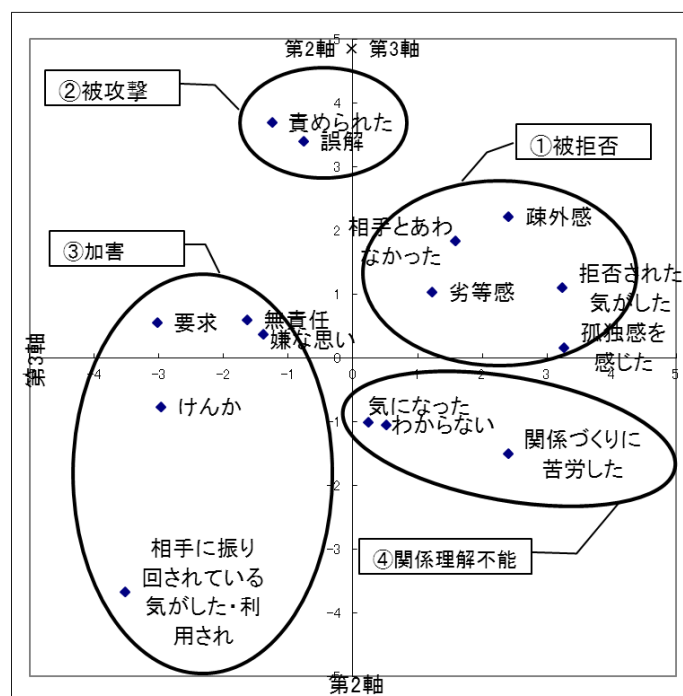 第2軸 × 第3軸
5
②被攻撃
4
責められた
誤解
3
①被拒否
2
疎外感
相手とあわ
なかった
③加害
1
劣等感
拒否された
気がした
要求
無責任
嫌な思い
孤独感を
感じた
第3軸
-4
-3
-2
-1
0
0
1
2
3
4
5
けんか
気になった
わからない
-1
関係づくりに
苦労した
-2
④関係理解不能
-3
相手に振り
回されている
気がした・利
用され
-4
-5
第2軸